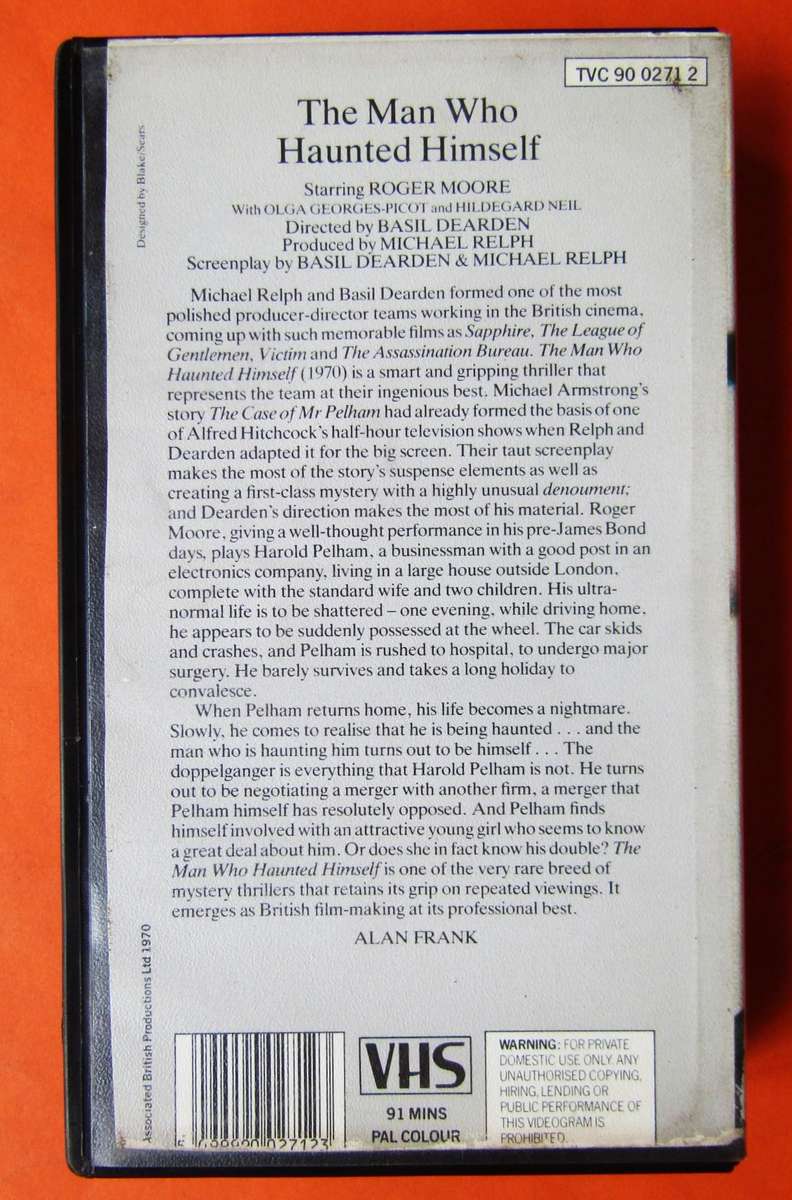 TVC 90 0271 2
The Man Who
Haunted Himself
Starring ROGER MOORE
With OLGA GEORGES-PICOT and HILDEGARD NEIL
Directed by BASIL DEARDEN
Produced by MICHAEL RELPH
Screenplay by BASIL DEARDEN & MICHAEL RELPH
Designed by Blake/Sears
Michael Relph and Basil Dearden formed one of the most
polished producer-director teams working in the British cinema,
coming up with such memorable films as Sapphire, The League of
Gentlemen, Victim and The Assassination Bureau. The Man Who
Haunted Himself (1970) is a smart and gripping thriller that
represents the team at their ingenious best. Michael Armstrong's
story The Case of Mr Pelham had already formed the basis of one
of Alfred Hitchcock's half-hour television shows when Relph and
Dearden adapted it for the big screen. Their taut screenplay
makes the most of the story's suspense elements as well as
creating a first-class mystery with a highly unusual denoument;
and Dearden's direction makes the most of his material. Roger
Moore, giving a well-thought performance in his pre-James Bond
days, plays Harold Pelham, a businessman with a good post in an
electronics company, living in a large house outside London,
complete with the standard wife and two children. His ultra-
normal life is to be shattered – one evening, while driving home,
he appears to be suddenly possessed at the wheel. The car skids
and crashes, and Pelham is rushed to hospital, to undergo major
surgery. He barely survives and takes a long holiday to
convalesce.
When Pelham returns home, his life becomes a nightmare.
Slowly, he comes to realise that he is being haunted . . . and the
man who is haunting him turns out to be himself . . . The
doppelganger is everything that Harold Pelham is not. He turns
out to be negotiating a merger with another firm, a merger that
Pelham himself has resolutely opposed. And Pelham finds
himself involved with an attractive young girl who seems to know
a great deal about him. Or does she in fact know his double? The
Man Who Haunted Himself is one of the very rare breed of
mystery thrillers that retains its grip on repeated viewings. It
emerges as British film-making at its professional best.
ALAN FRANK
Associated British Productions Ltd 1970
VHS
91 MINS
PAL COLOUR
WARNING: FOR PRIVATE
DOMESTIC USE ONLY. ANY
UNAUTHORISED COPYING,
HIRING, LENDING OR
PUBLIC PERFORMANCE OF
THIS VIDEOGRAM IS
PROHIBITED.